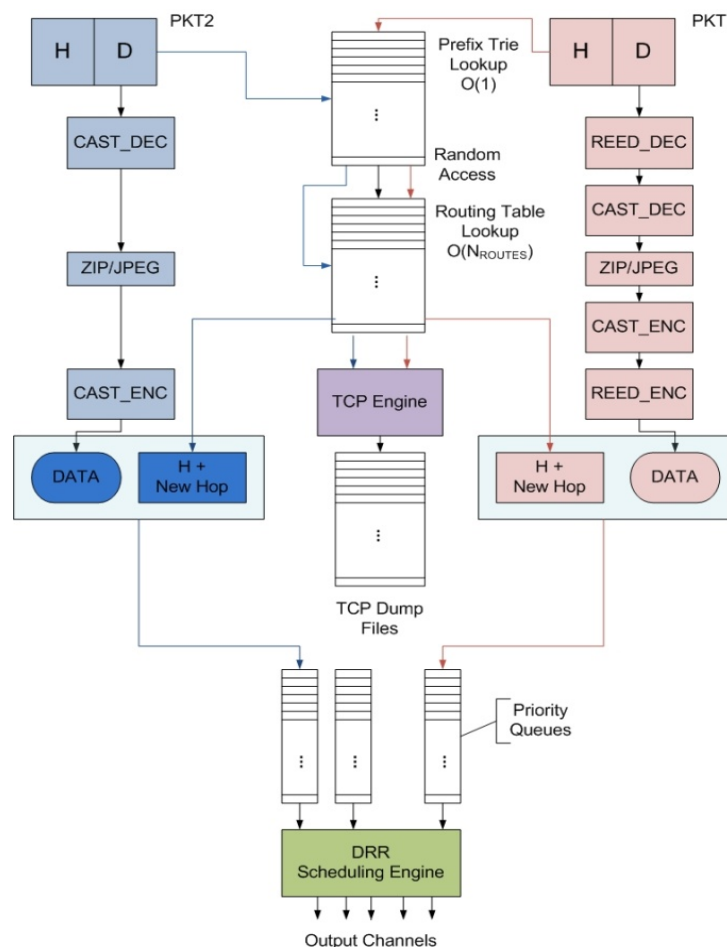 PKT2
PKT
H
D
Prefix Trie
Lookup
O(1)
H
D
CAST_DEC
REED_DEC
Random
Access
CAST_DEC
Routing Table
Lookup
O(NROUTES)
ZIP/JPEG
ZIP/JPEG
CAST_ENC
CAST_ENC
TCP Engine
REED_ENC
DATA
H +
New Hop
H +
New Hop
DATA
TCP Dump
Files
Priority
Queues
DRR
Scheduling Engine
Output Channels